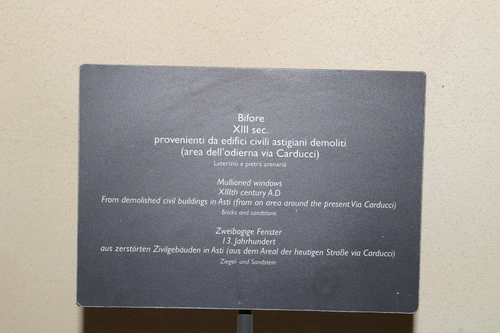 Bifore
XIII sec.
provenienti da edifici civili astigiani demoliti
(area dell'odierna via Carducci)
Laterizio e pietra arenaria
Mullioned windows
XIIIth century A.D
From demolished civil buildings in Asti (from an area around the present Via Carducci)
Bricks and sandstone
Zweibogige Fenster
13. Jahrhundert
aus zerstörten Zivilgebäuden in Asti (aus dem Areal der heutigen Straße via Carducci)
Ziegel- und Sandstein